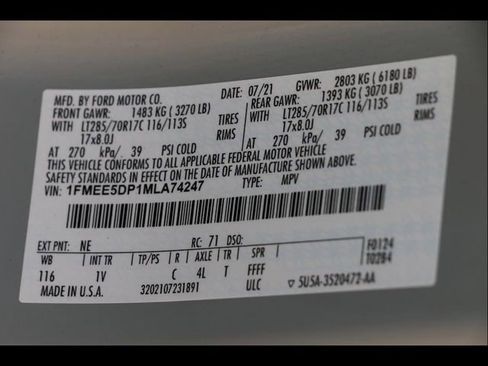 MFD. BY FORD MOTOR CO.
DATE: 07/21 GVWR: 2803 KG ( 6180 LB)
FRONT GAWR: 1483 KG ( 3270 LB) REAR GAWR: 1393 KG ( 3070 LB)
WITH LT285/70R17C 116/113S TIRES WITH LT285/70R17C 116/113S TIRES
17x8.0J RIMS 17x8.0J RIMS
AT 270 kPa/ 39 PSI COLD AT 270 kPa/ 39 PSI COLD
THIS VEHICLE CONFORMS TO ALL APPLICABLE FEDERAL MOTOR VEHICLE
SAFETY STANDARDS IN EFFECT ON THE DATE OF MANUFACTURE SHOWN ABOVE.
VIN: 1FMEE5DP1MLA74247 TYPE: MPV
EXT PNT: NE RC: 71 DSO:
WB INT TR TP/PS R AXLE TR SPR F0124
116 1V C 4L T FFFF T0284
MADE IN U.S.A. 3202107231891 ULC ▽ 5U5A-3520472-AA